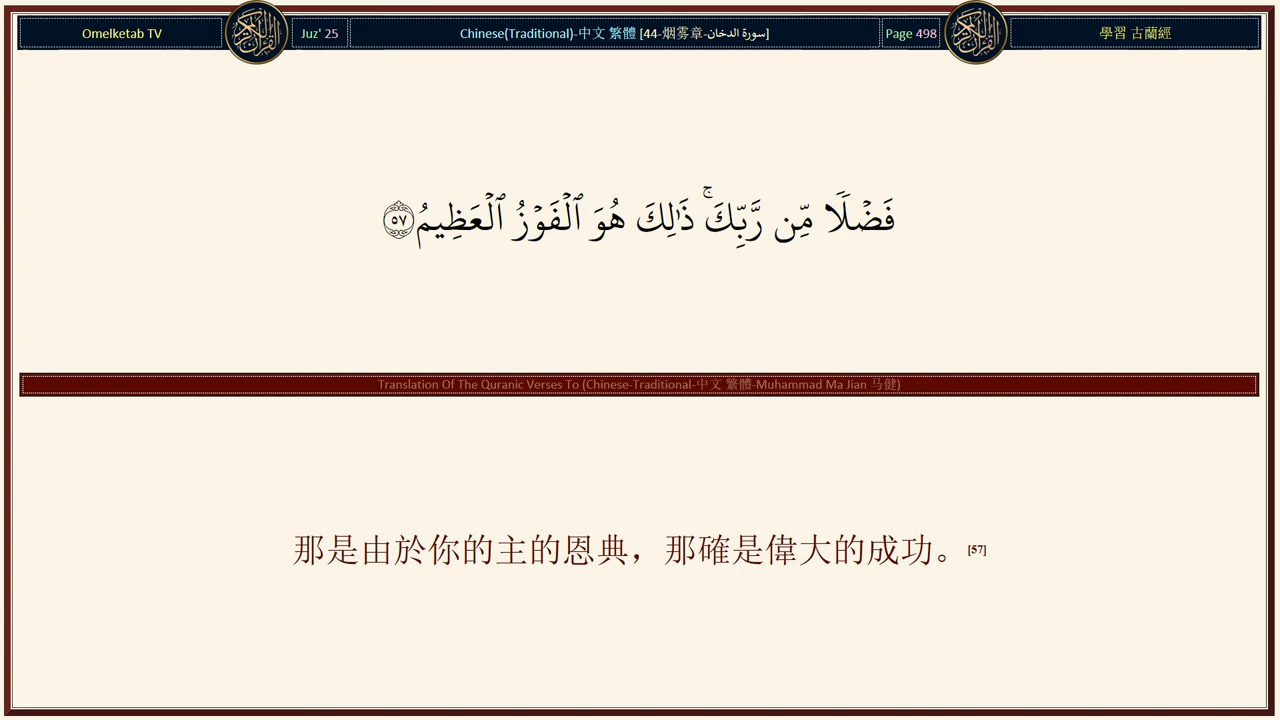 Omelketab TV
Juz' 25
Chinese(Traditional)-中文 繁體 [44-烟雾章-سورة الدخان]
Page 498
學習 古蘭經
فَضْلًا مِّن رَّبِّكَ ۚ ذَٰلِكَ هُوَ ٱلْفَوْزُ ٱلْعَظِيمُ ٥٧
Translation Of The Quranic Verses To (Chinese-Traditional-中文 繁體-Muhammad Ma Jian 马健)
那是由於你的主的恩典，那確是偉大的成功。[57]